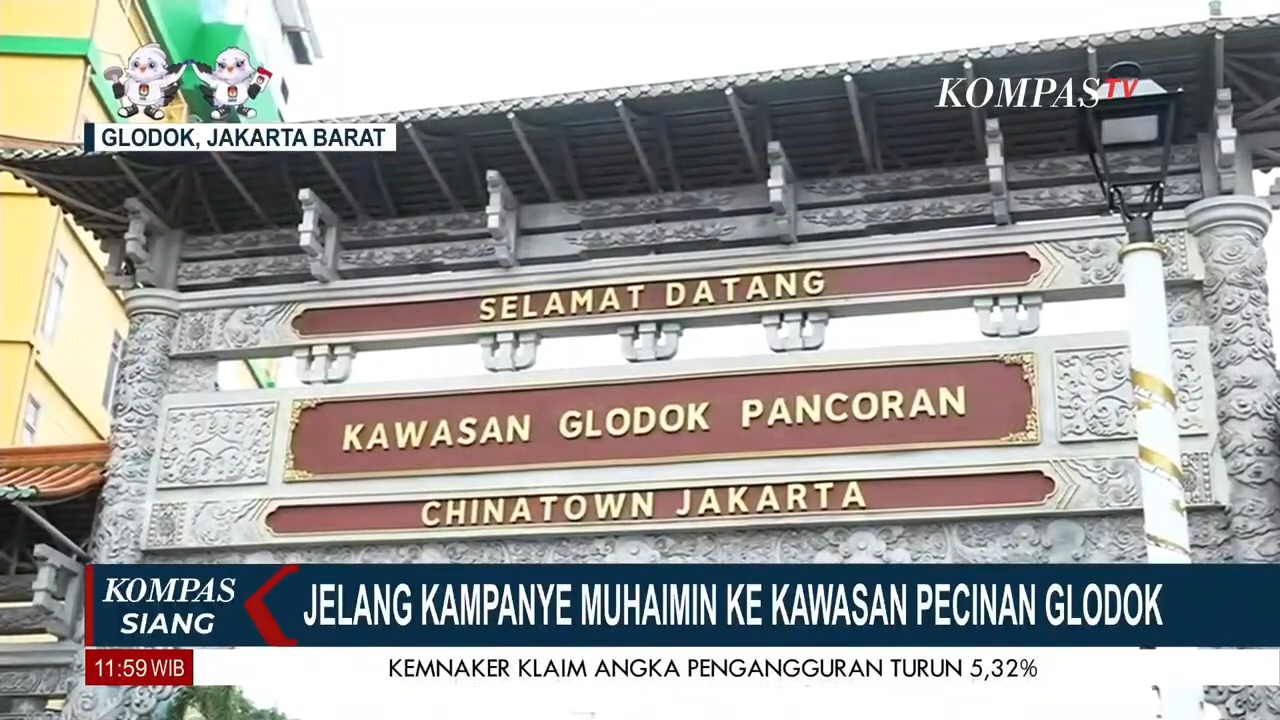 KOMPASTV
GLODOK, JAKARTA BARAT
SELAMAT DATANG
KAWASAN GLODOK PANCORAN
CHINATOWN JAKARTA
KOMPAS
SIANG
JELANG KAMPANYE MUHAIMIN KE KAWASAN PECINAN GLODOK
11:59 WIB
KEMNAKER KLAIM ANGKA PENGANGGURAN TURUN 5,32%